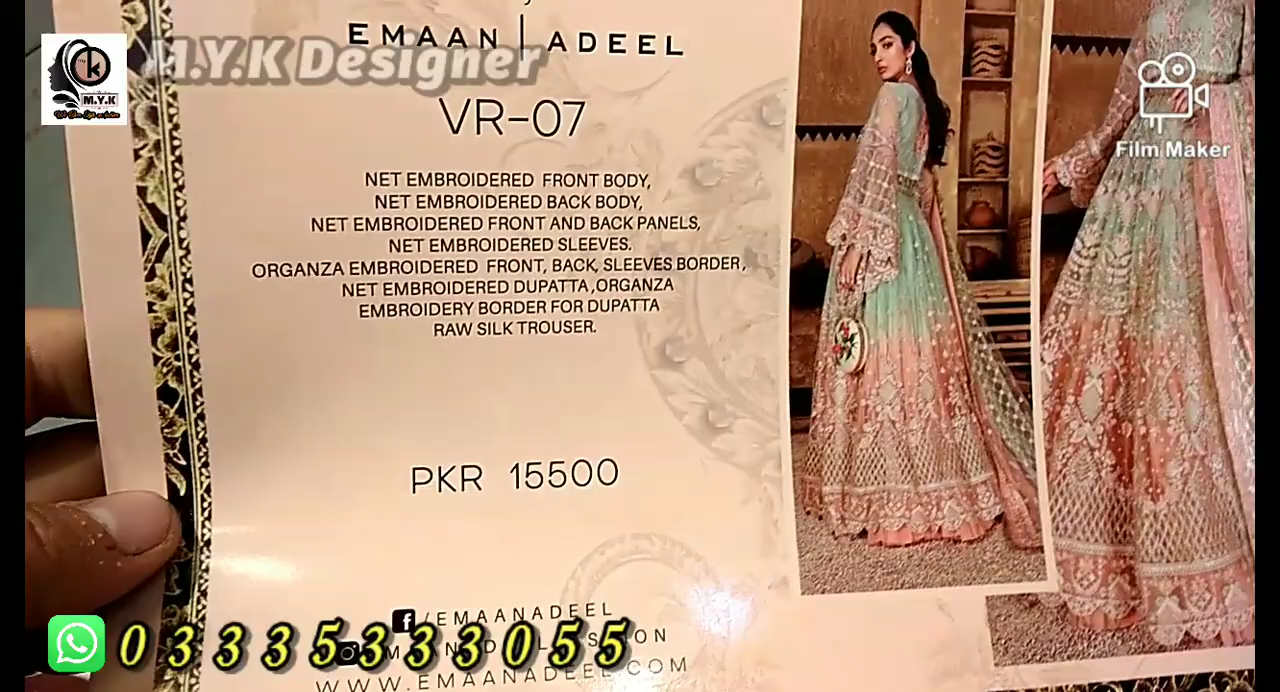 EMAAN | ADEEL
M.Y.K Designer
M.Y.K
VR-07
Film Maker
NET EMBROIDERED FRONT BODY,
NET EMBROIDERED BACK BODY,
NET EMBROIDERED FRONT AND BACK PANELS,
NET EMBROIDERED SLEEVES.
ORGANZA EMBROIDERED FRONT, BACK, SLEEVES BORDER,
NET EMBROIDERED DUPATTA ,ORGANZA
EMBROIDERY BORDER FOR DUPATTA
RAW SILK TROUSER.
PKR 15500
/EMAANADEEL
03335333055
WWW.EMAANADEEL.COM